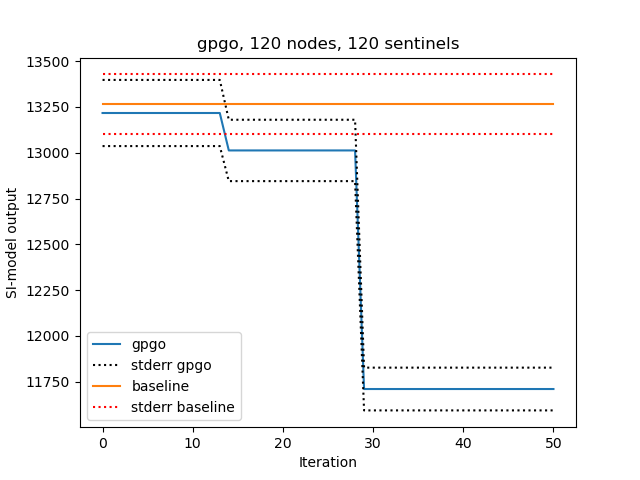 gpgo, 120 nodes, 120 sentinels
13500
13250
13000
12750
12500
12250
12000
11750
SI-model output
gpgo
stderr gpgo
baseline
stderr baseline
0 10 20 30 40 50
Iteration